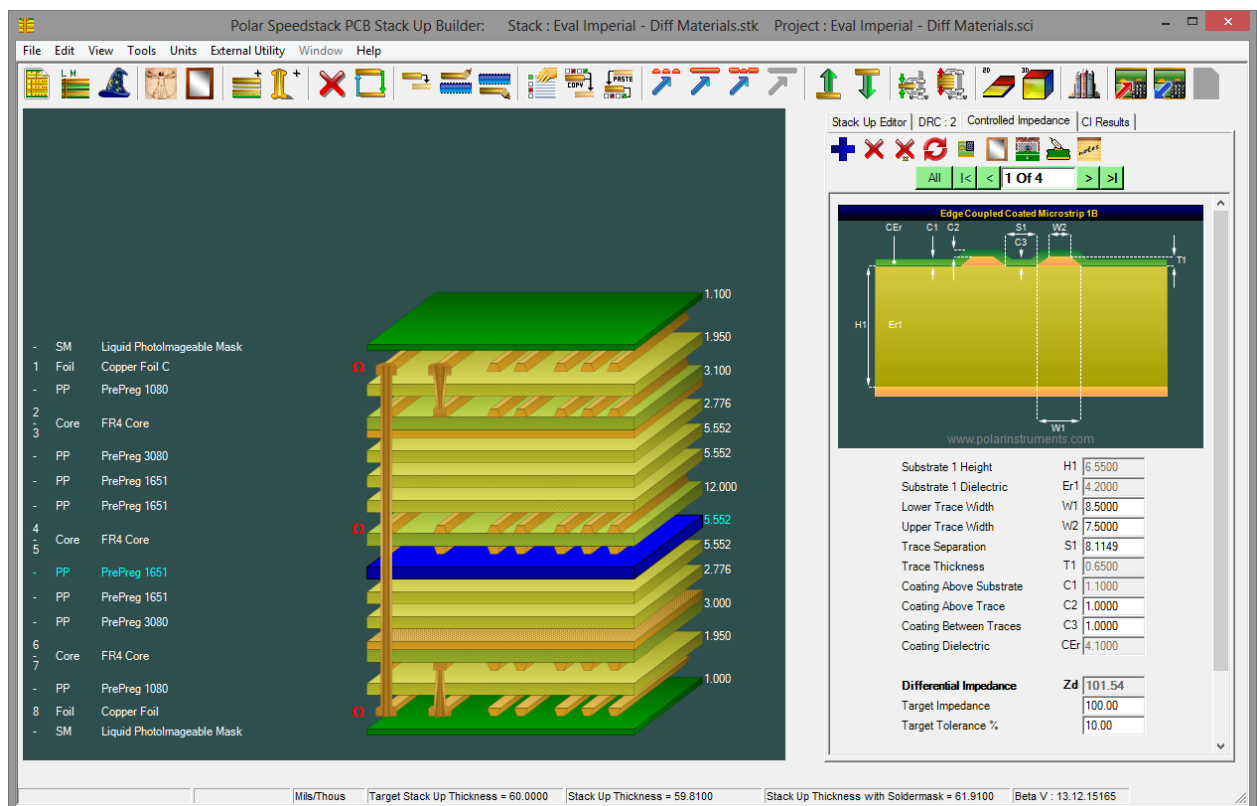 Polar Speedstack PCB Stack Up Builder: Stack : Eval Imperial - Diff Materials.stk Project : Eval Imperial - Diff Materials.sci
File Edit View Tools Units External Utility Window Help
L M
COPY
PASTE
2D
3D
Stack Up Editor DRC : 2 Controlled Impedance CI Results
notes
All |< < 1 Of 4 > >|
Edge Coupled Coated Microstrip 1B
CEr C1 C2 S1 W2
C3
T1
H1 Er1
W1
www.polarinstruments.com
- SM Liquid PhotoImageable Mask
1 Foil Copper Foil C
- PP PrePreg 1080
2 - 3 Core FR4 Core
- PP PrePreg 3080
- PP PrePreg 1651
- PP PrePreg 1651
4 - 5 Core FR4 Core
- PP PrePreg 1651
- PP PrePreg 1651
- PP PrePreg 3080
6 - 7 Core FR4 Core
- PP PrePreg 1080
8 Foil Copper Foil
- SM Liquid PhotoImageable Mask
Ω
Ω
Ω
1.100
1.950
3.100
2.776
5.552
5.552
12.000
5.552
5.552
2.776
3.000
1.950
1.000
Substrate 1 Height H1 6.5500
Substrate 1 Dielectric Er1 4.2000
Lower Trace Width W1 8.5000
Upper Trace Width W2 7.5000
Trace Separation S1 8.1149
Trace Thickness T1 0.6500
Coating Above Substrate C1 1.1000
Coating Above Trace C2 1.0000
Coating Between Traces C3 1.0000
Coating Dielectric CEr 4.1000
Differential Impedance Zd 101.54
Target Impedance 100.00
Target Tolerance % 10.00
Mils/Thous Target Stack Up Thickness = 60.0000 Stack Up Thickness = 59.8100 Stack Up Thickness with Soldermask = 61.9100 Beta V : 13.12.15165